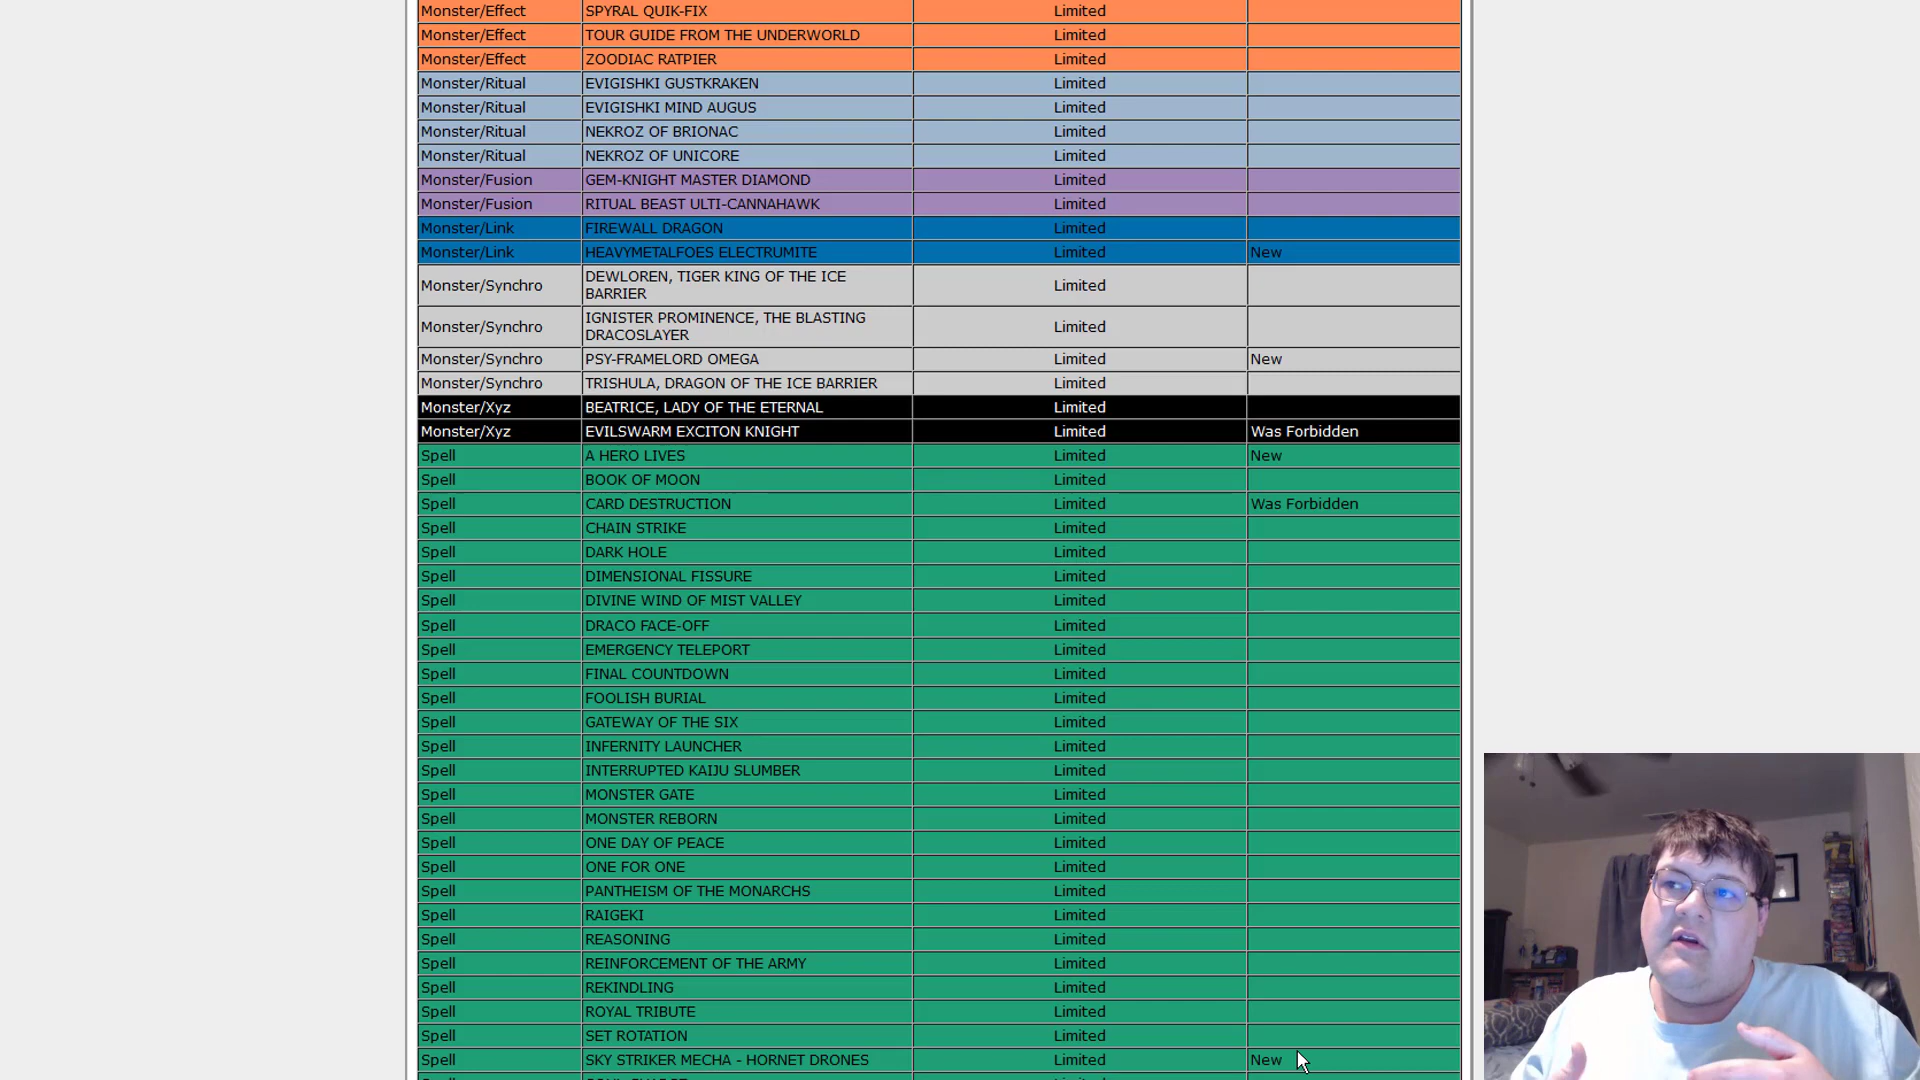 Monster/Effect SPYRAL QUIK-FIX Limited
Monster/Effect TOUR GUIDE FROM THE UNDERWORLD Limited
Monster/Effect ZOODIAC RATPIER Limited
Monster/Ritual EVIGISHKI GUSTKRAKEN Limited
Monster/Ritual EVIGISHKI MIND AUGUS Limited
Monster/Ritual NEKROZ OF BRIONAC Limited
Monster/Ritual NEKROZ OF UNICORE Limited
Monster/Fusion GEM-KNIGHT MASTER DIAMOND Limited
Monster/Fusion RITUAL BEAST ULTI-CANNAHAWK Limited
Monster/Link FIREWALL DRAGON Limited
Monster/Link HEAVYMETALFOES ELECTRUMITE Limited New
Monster/Synchro DEWLOREN, TIGER KING OF THE ICE
BARRIER Limited
Monster/Synchro IGNISTER PROMINENCE, THE BLASTING
DRACOSLAYER Limited
Monster/Synchro PSY-FRAMELORD OMEGA Limited New
Monster/Synchro TRISHULA, DRAGON OF THE ICE BARRIER Limited
Monster/Xyz BEATRICE, LADY OF THE ETERNAL Limited
Monster/Xyz EVILSWARM EXCITON KNIGHT Limited Was Forbidden
Spell A HERO LIVES Limited New
Spell BOOK OF MOON Limited
Spell CARD DESTRUCTION Limited Was Forbidden
Spell CHAIN STRIKE Limited
Spell DARK HOLE Limited
Spell DIMENSIONAL FISSURE Limited
Spell DIVINE WIND OF MIST VALLEY Limited
Spell DRACO FACE-OFF Limited
Spell EMERGENCY TELEPORT Limited
Spell FINAL COUNTDOWN Limited
Spell FOOLISH BURIAL Limited
Spell GATEWAY OF THE SIX Limited
Spell INFERNITY LAUNCHER Limited
Spell INTERRUPTED KAIJU SLUMBER Limited
Spell MONSTER GATE Limited
Spell MONSTER REBORN Limited
Spell ONE DAY OF PEACE Limited
Spell ONE FOR ONE Limited
Spell PANTHEISM OF THE MONARCHS Limited
Spell RAIGEKI Limited
Spell REASONING Limited
Spell REINFORCEMENT OF THE ARMY Limited
Spell REKINDLING Limited
Spell ROYAL TRIBUTE Limited
Spell SET ROTATION Limited
Spell SKY STRIKER MECHA - HORNET DRONES Limited New